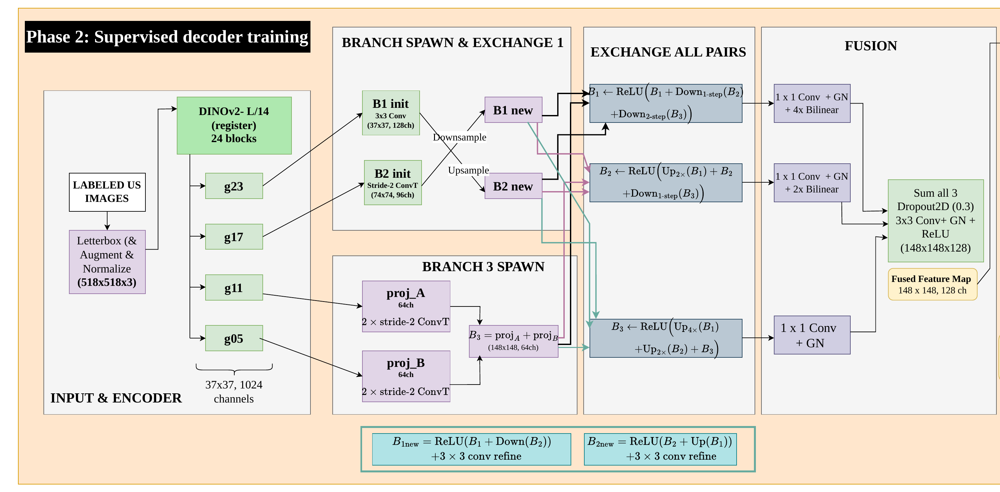 Phase 2: Supervised decoder training
DINOv2- L/14
(register)
24 blocks
LABELED US
IMAGES
Letterbox (&
Augment &
Normalize
(518x518x3)
g23
g17
g11
g05
37x37, 1024
channels
INPUT & ENCODER
BRANCH SPAWN & EXCHANGE 1
B1 init
3x3 Conv
(37x37, 128ch)
B2 init
Stride-2 ConvT
(74x74, 96ch)
Downsample
Upsample
B1 new
B2 new
BRANCH 3 SPAWN
proj_A
64ch
2 × stride-2 ConvT
proj_B
64ch
2 × stride-2 ConvT
B₃ = proj_A + proj_B
(148x148, 64ch)
EXCHANGE ALL PAIRS
B₁ ← ReLU(B₁ + Down₁₋step(B₂)
+Down₂₋step(B₃))
B₂ ← ReLU(Up₂×(B₁) + B₂
+Down₁₋step(B₃))
B₃ ← ReLU(Up₄×(B₁)
+Up₂×(B₂) + B₃)
FUSION
1 x 1 Conv + GN
+ 4x Bilinear
1 x 1 Conv + GN
+ 2x Bilinear
1 x 1 Conv
+ GN
Sum all 3
Dropout2D (0.3)
3x3 Conv+ GN +
ReLU
(148x148x128)
Fused Feature Map
148 x 148, 128 ch
B₁new = ReLU(B₁ + Down(B₂))
+3 × 3 conv refine
B₂new = ReLU(B₂ + Up(B₁))
+3 × 3 conv refine